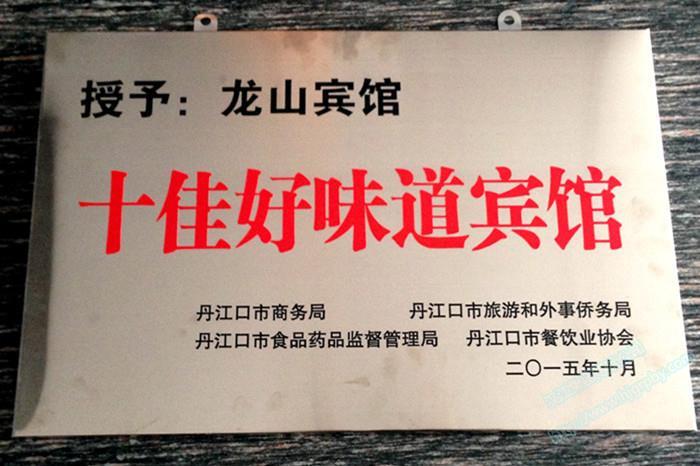 授予：龙山宾馆
十佳好味道宾馆
丹江口市商务局 丹江口市旅游和外事侨务局
丹江口市食品药品监督管理局 丹江口市餐饮业协会
二〇一五年十月